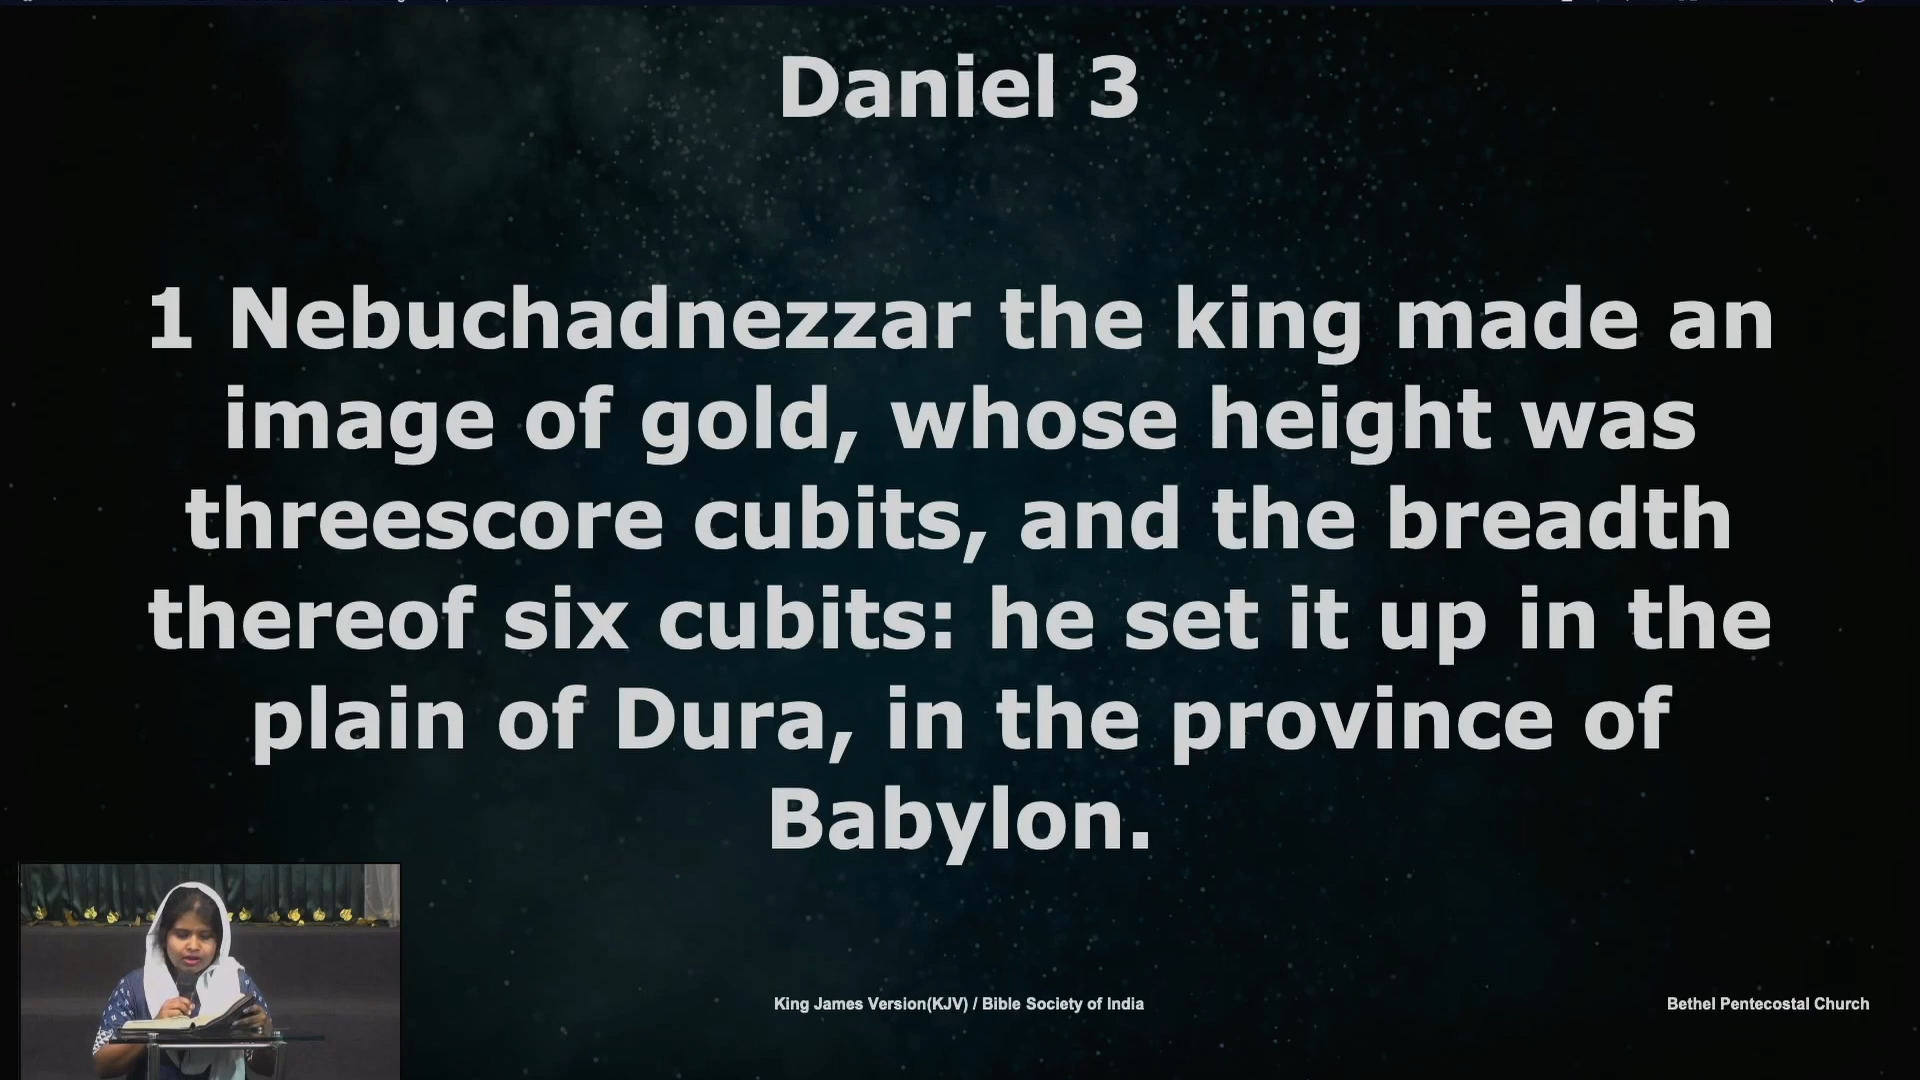 Daniel 3
1 Nebuchadnezzar the king made an
image of gold, whose height was
threescore cubits, and the breadth
thereof six cubits: he set it up in the
plain of Dura, in the province of
Babylon.
King James Version(KJV) / Bible Society of India
Bethel Pentecostal Church